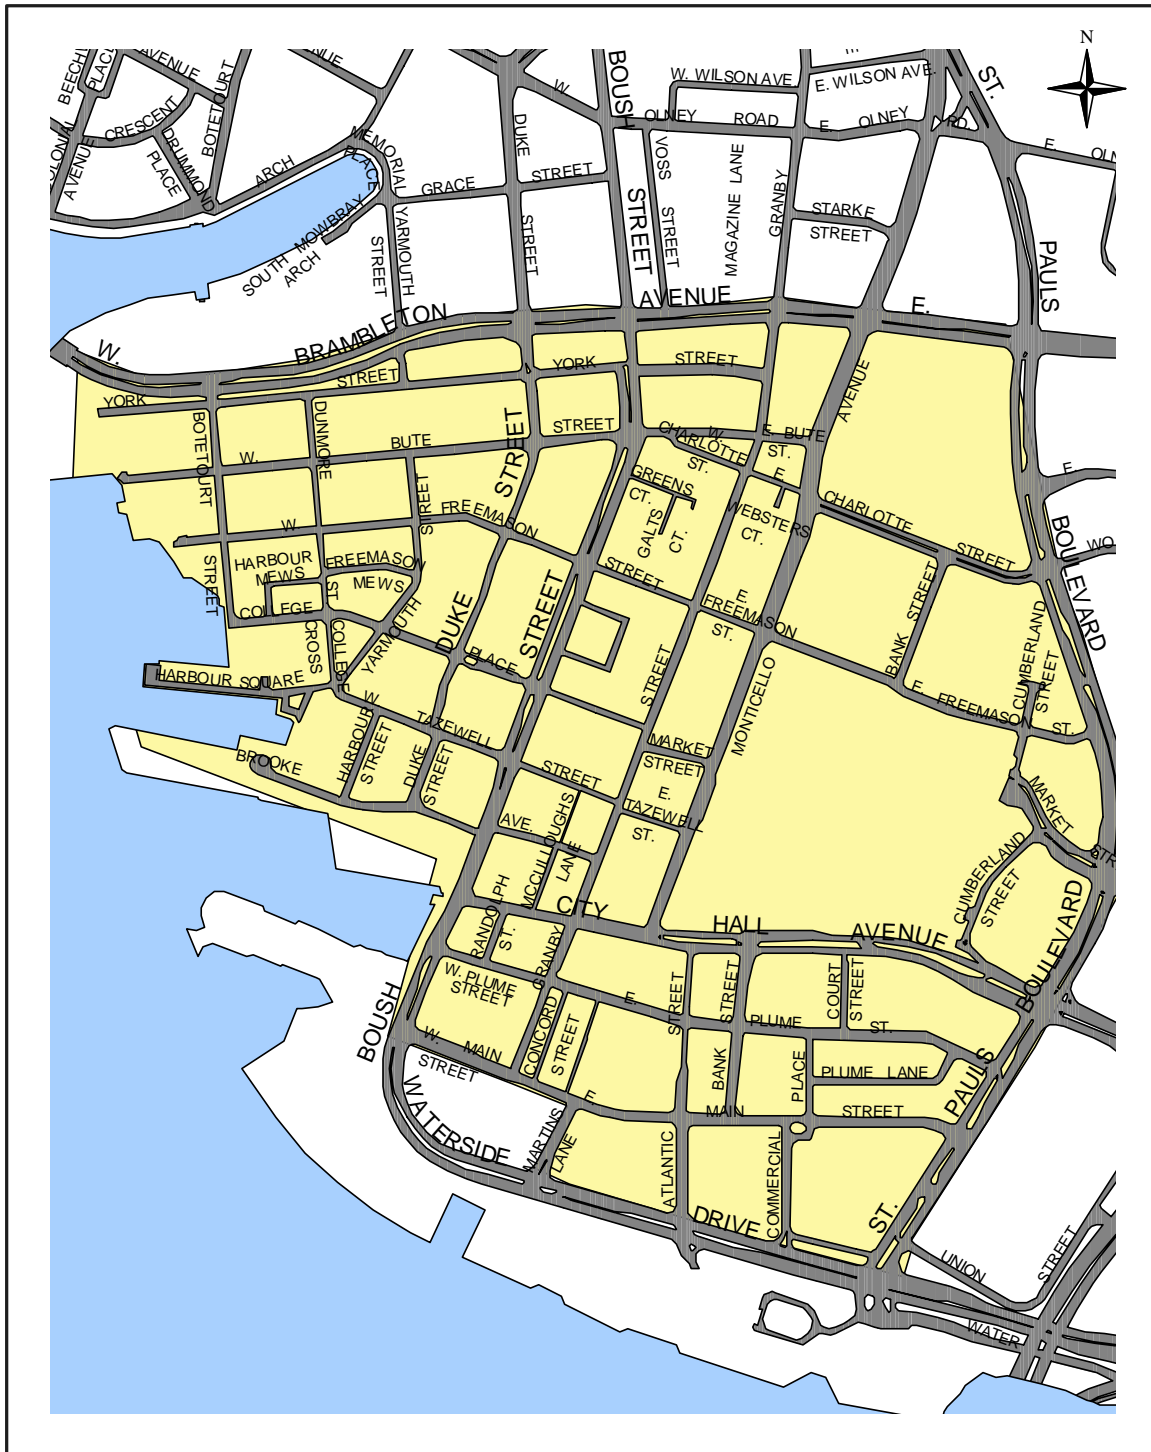 N
BEECH
PLACE
AVENUE
BOTETOURT
NUE
W.
BOUSH
W. WILSON AVE.
E. WILSON AVE.
ST.
CRESCENT
DRUMMOND
PLACE
AVENUE
ARCH
MEMORIAL
PLACE
DUKE
OLNEY
ROAD
E.
OLNEY
RD.
E.
GRACE
STREET
VOSS
STREET
MAGAZINE LANE
GRANBY
STARKE
STREET
SOUTH MOWBRAY
ARCH
YARMOUTH
STREET
STREET
STREET
PAULS
W.
BRAMBLETON
AVENUE
E.
YORK
STREET
YORK
STREET
AVENUE
BOTETOURT
DUNMORE
W.
BUTE
STREET
STREET
W.
CHARLOTTE
ST.
E. BUTE
ST.
E.
CHARLOTTE
STREET
E.
W.
STREET
FREEMASON
GREENS
CT.
GALTS
CT.
WEBSTERS
CT.
BOULEVARD
WO
HARBOUR
MEWS
FREEMASON
MEWS
STREET
ST.
COLLEGE
CROSS
COLLEGE
YARMOUTH
DUKE
PLACE
STREET
STREET
E.
FREEMASON
ST.
BANK
STREET
CUMBERLAND
STREET
HARBOUR SQUARE
W.
TAZEWELL
STREET
MONTICELLO
E.
FREEMASON
ST.
BROOKE
HARBOUR
STREET
DUKE
STREET
STREET
MARKET
STREET
E.
TAZEWELL
ST.
MARKET
STR
AVE.
MCCULLOUGHS
LANE
CUMBERLAND
STREET
RANDOLPH
ST.
CITY
HALL
AVENUE
BOULEVARD
GRANBY
W. PLUME
STREET
E.
STREET
STREET
COURT
STREET
PLUME
ST.
BOUSH
W.
MAIN
STREET
CONCORD
STREET
BANK
PLACE
PLUME LANE
PAULS
E.
MAIN
STREET
WATERSIDE
MARTINS
LANE
ATLANTIC
COMMERCIAL
DRIVE
ST.
UNION
STREET
WATER